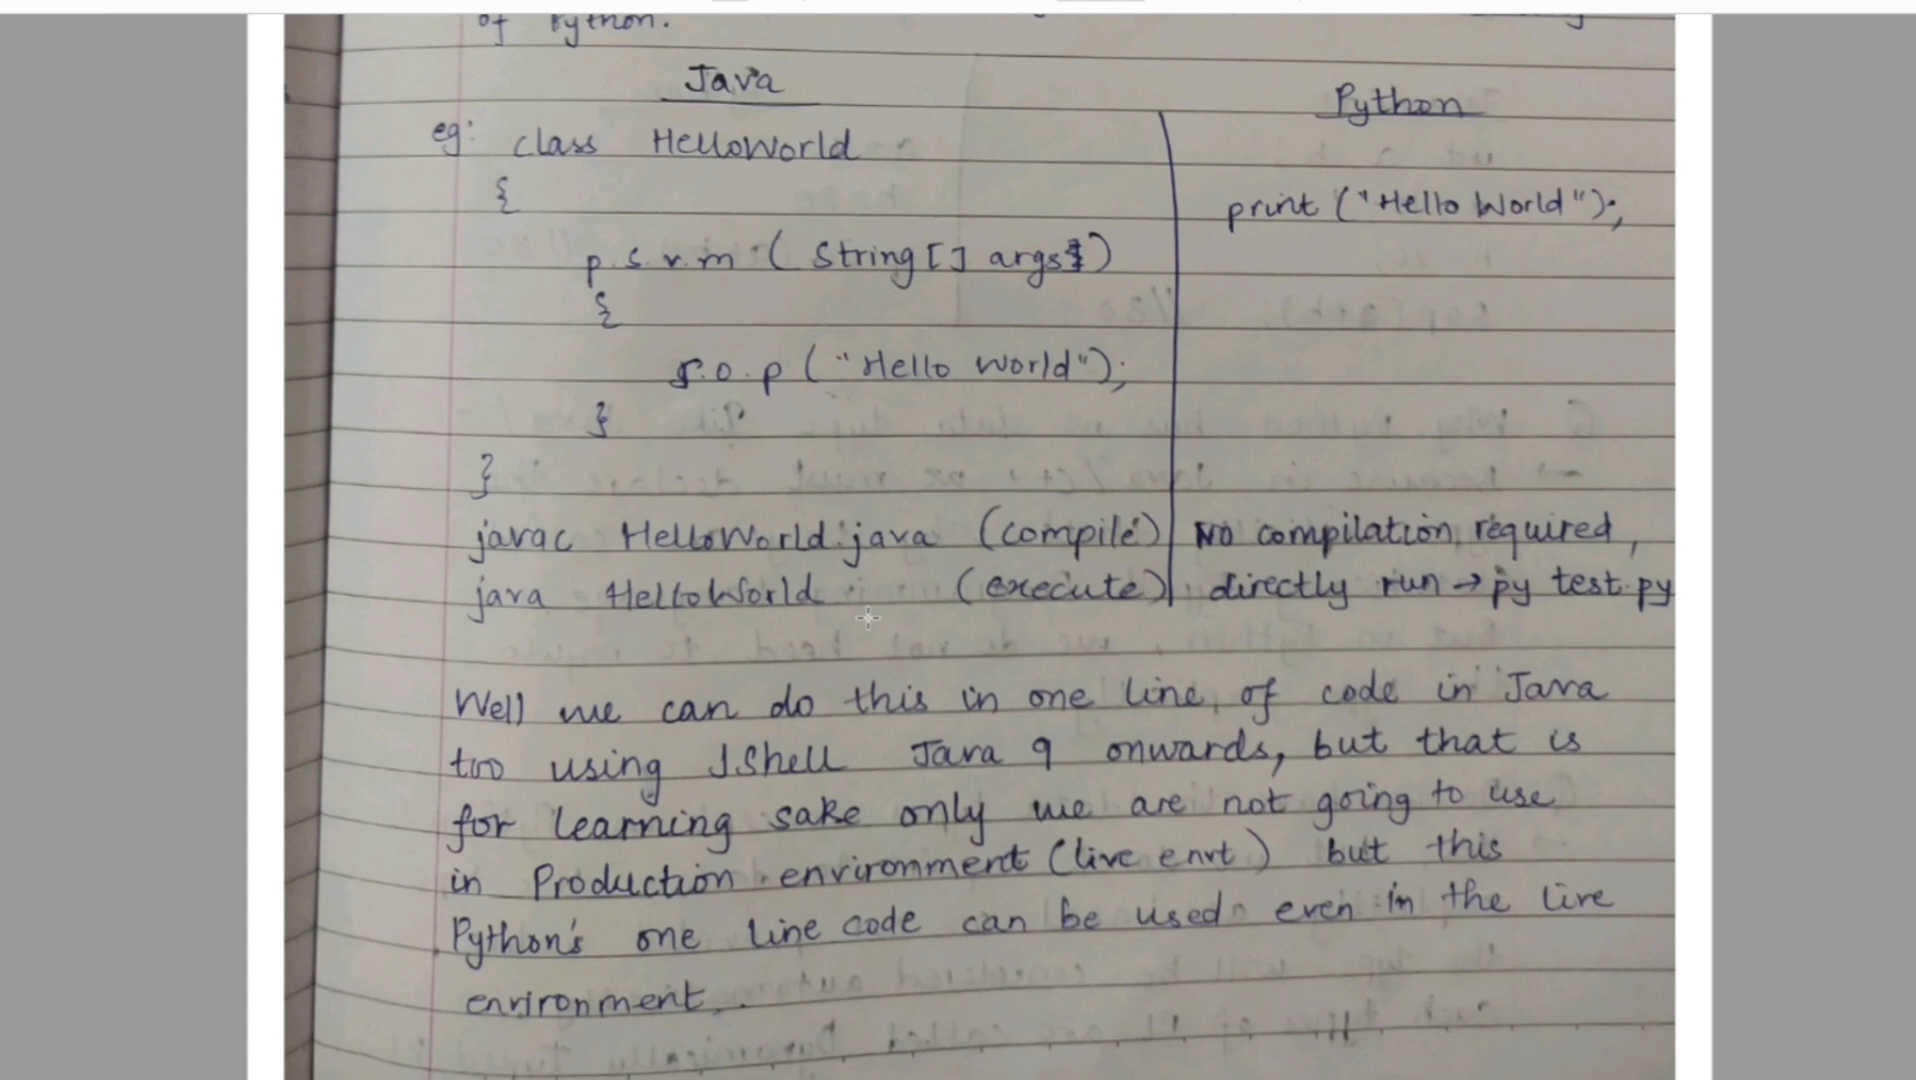 of Python.
Java
Python
eg: class HelloWorld
{
print ("Hello World");
p.s.v.m ( String [] args)
{
s.o.p ( "Hello World");
}
}
javac HelloWorld.java (compile) No compilation required,
java HelloWorld (execute) directly run → py test.py
Well we can do this in one line of code in Java
too using JShell Java 9 onwards, but that is
for learning sake only we are not going to use
in Production environment (live envt) but this
Python's one line code can be used even in the live
environment.